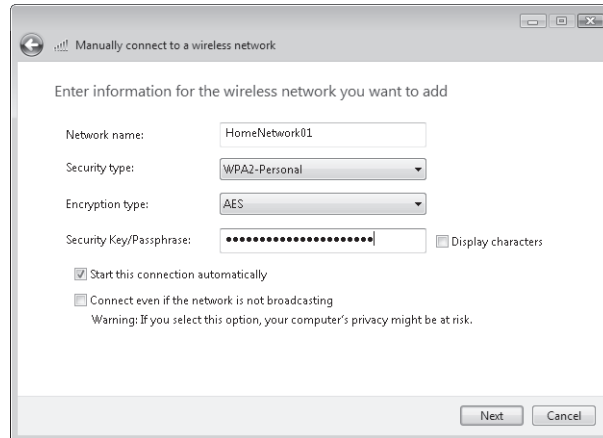 Manually connect to a wireless network
Enter information for the wireless network you want to add
Network name: HomeNetwork01
Security type: WPA2-Personal
Encryption type: AES
Security Key/Passphrase: ●●●●●●●●●●●●●●●●●●●●●● Display characters
Start this connection automatically
Connect even if the network is not broadcasting
Warning: If you select this option, your computer's privacy might be at risk.
Next Cancel